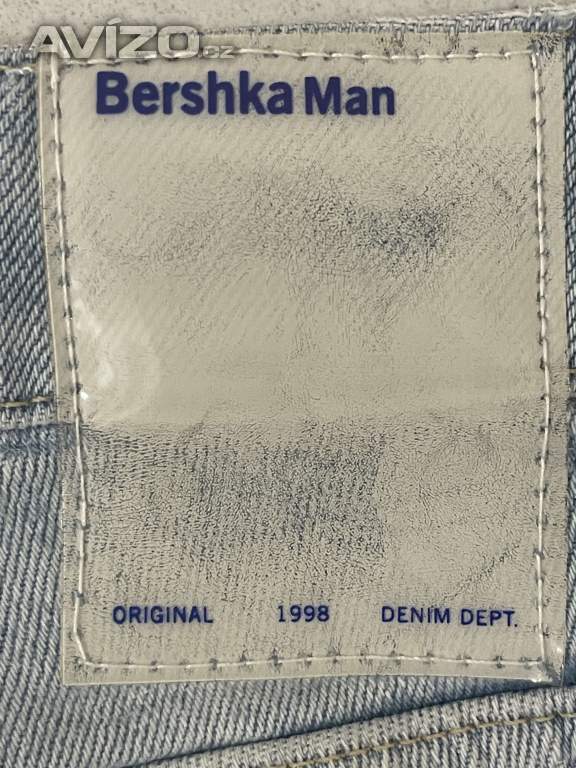 AVÍZO.cz
Bershka Man
ORIGINAL 1998 DENIM DEPT.